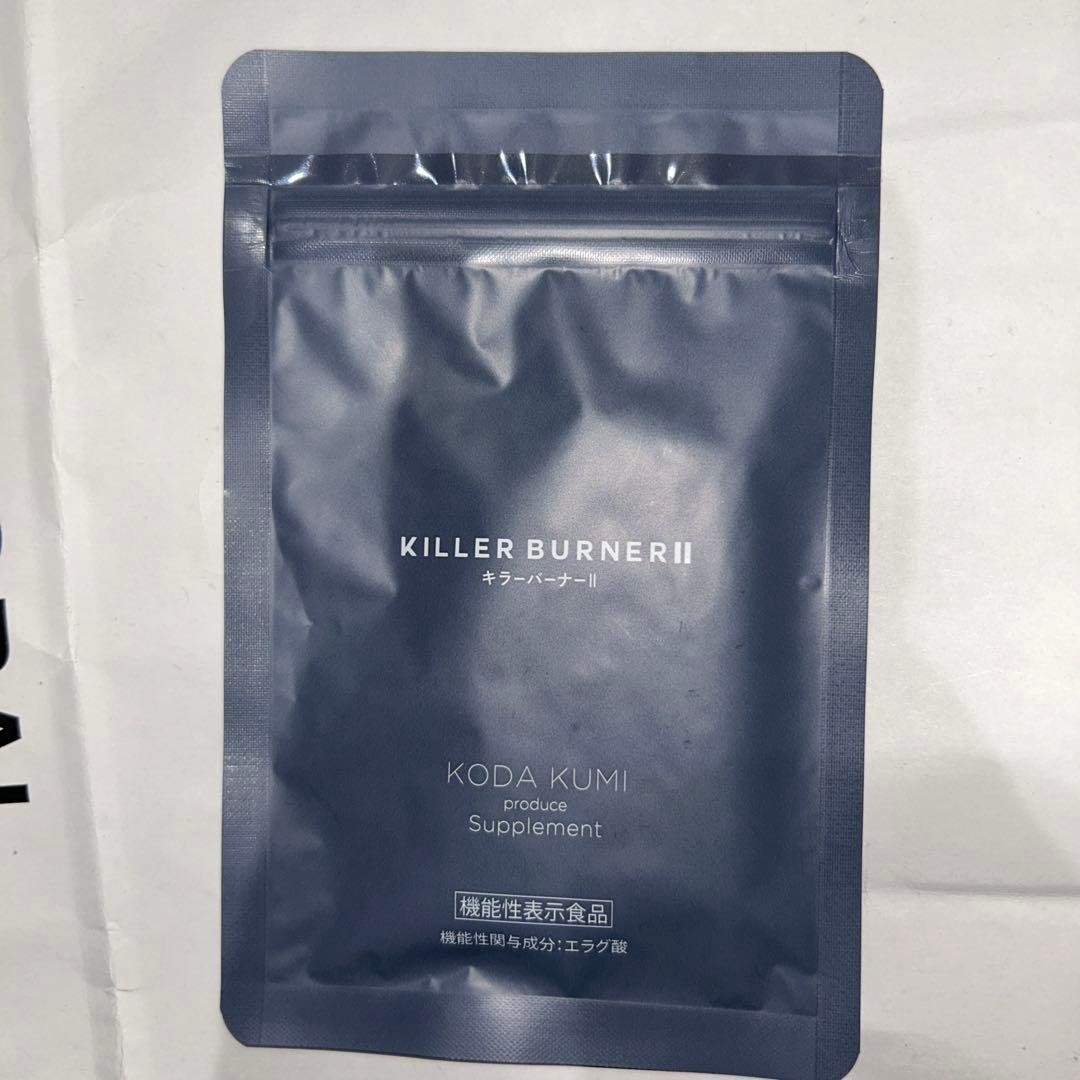 KILLER BURNERⅡ
キラーバーナーⅡ
KODA KUMI
produce
Supplement
機能性表示食品
機能性関与成分：エラグ酸